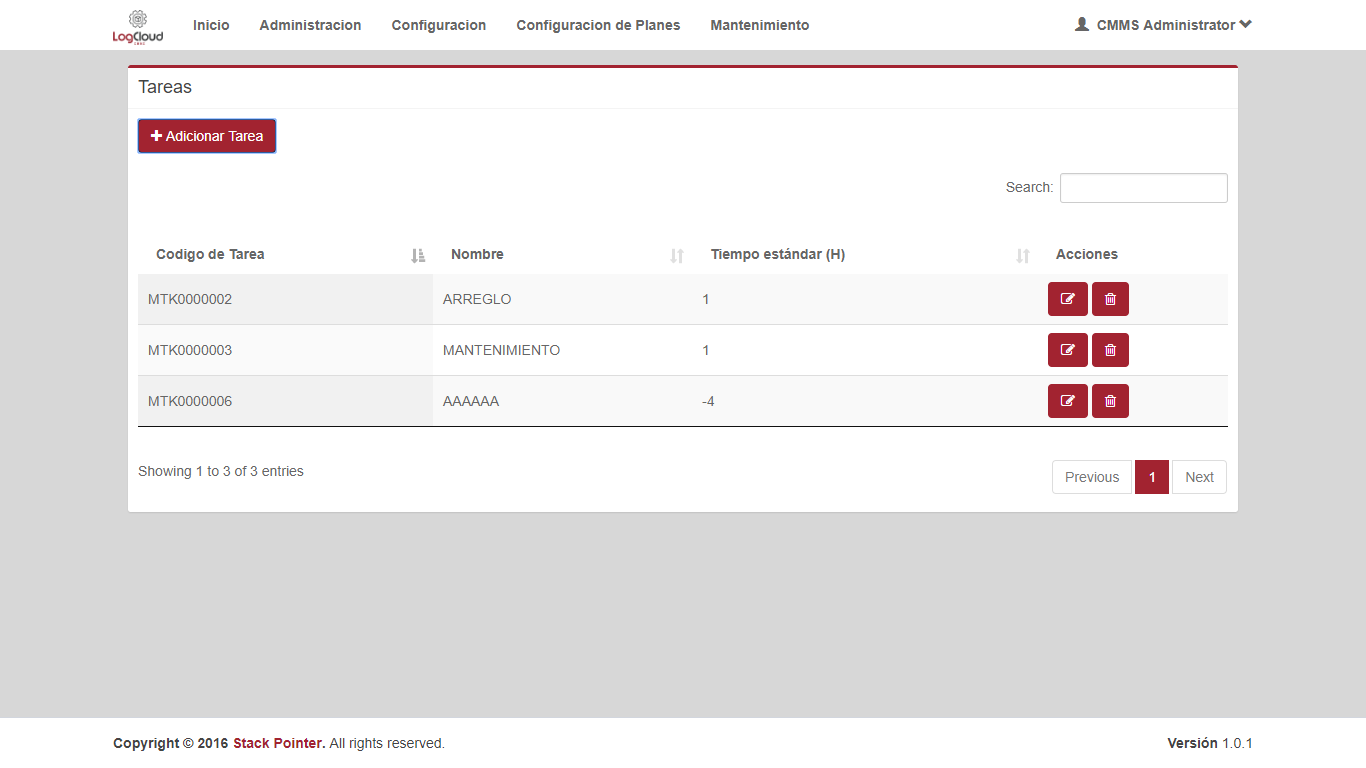 LogCloud
CMMS
Inicio Administracion Configuracion Configuracion de Planes Mantenimiento CMMS Administrator
Tareas
Adicionar Tarea
Search:
Codigo de Tarea Nombre Tiempo estándar (H) Acciones
MTK0000002 ARREGLO 1
MTK0000003 MANTENIMIENTO 1
MTK0000006 AAAAAA -4
Showing 1 to 3 of 3 entries Previous 1 Next
Copyright © 2016 Stack Pointer. All rights reserved. Versión 1.0.1